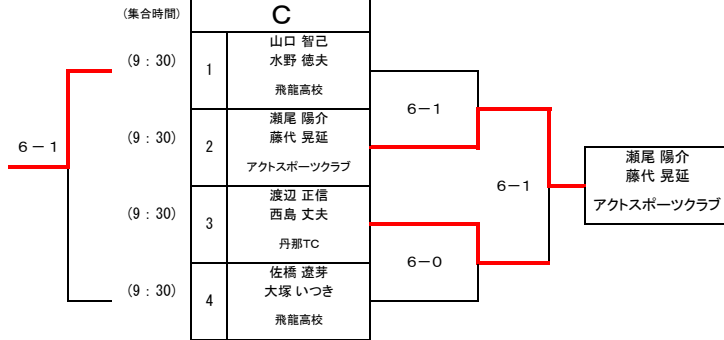 (集合時間)
C
(9:30)
1
山口 智己
水野 徳夫
飛龍高校
(9:30)
2
瀬尾 陽介
藤代 晃延
アクトスポーツクラブ
(9:30)
3
渡辺 正信
西島 丈夫
丹那TC
(9:30)
4
佐橋 遼芽
大塚 いつき
飛龍高校
6-1
6-1
6-0
6-1
瀬尾 陽介
藤代 晃延
アクトスポーツクラブ